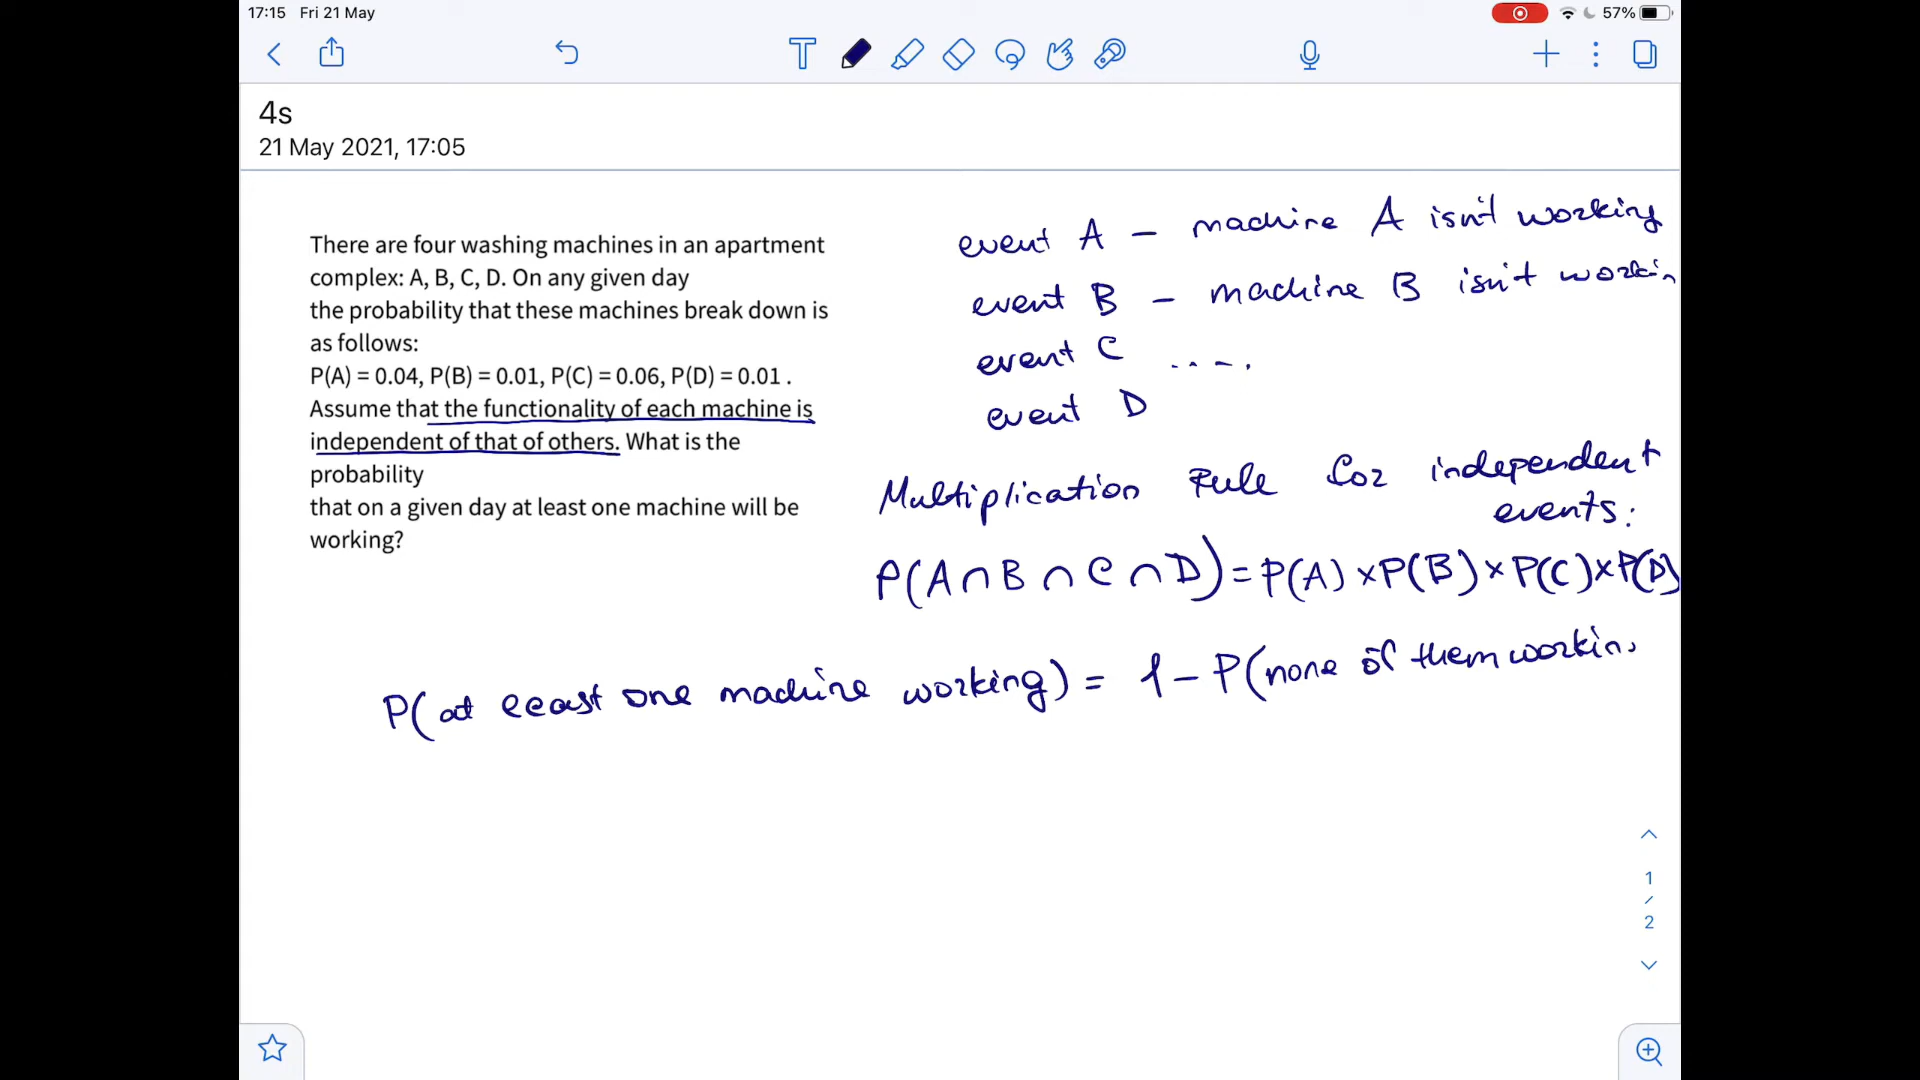 17:15 Fri 21 May
57%
4s
21 May 2021, 17:05
There are four washing machines in an apartment
complex: A, B, C, D. On any given day
the probability that these machines break down is
as follows:
P(A) = 0.04, P(B) = 0.01, P(C) = 0.06, P(D) = 0.01 .
Assume that the functionality of each machine is
independent of that of others. What is the
probability
that on a given day at least one machine will be
working?
event A – machine A isn't working
event B – machine B isn't workin
event C ....
event D
Multiplication Rule for independent
events:
P(A∩B∩C∩D)=P(A)×P(B)×P(C)×P(D)
P(at least one machine working) = 1 – P(none of them workin
1
/
2